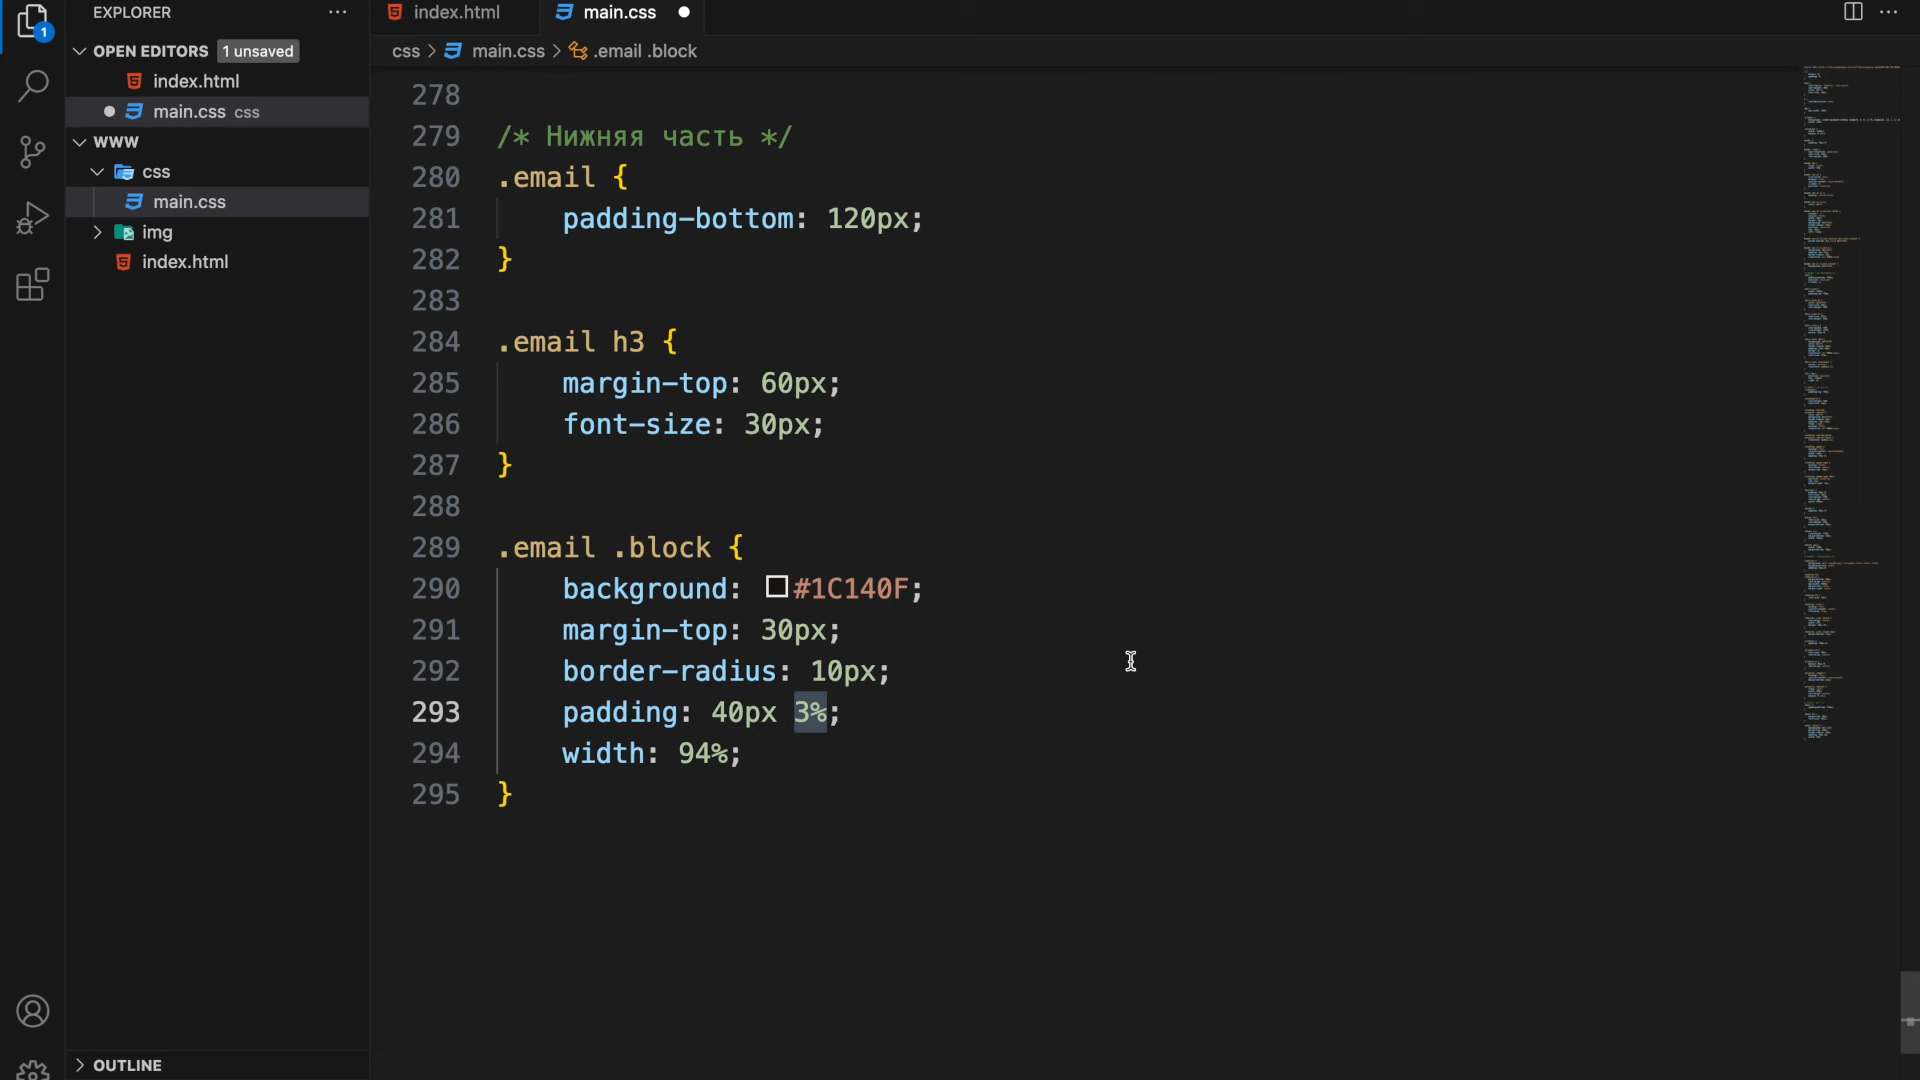 EXPLORER
index.html
main.css
1
OPEN EDITORS 1 unsaved
css > main.css > .email .block
index.html
main.css css
WWW
css
main.css
img
index.html
278
279 /* Нижняя часть */
280 .email {
281 padding-bottom: 120px;
282 }
283
284 .email h3 {
285 margin-top: 60px;
286 font-size: 30px;
287 }
288
289 .email .block {
290 background: #1C140F;
291 margin-top: 30px;
292 border-radius: 10px;
293 padding: 40px 3%;
294 width: 94%;
295 }
OUTLINE